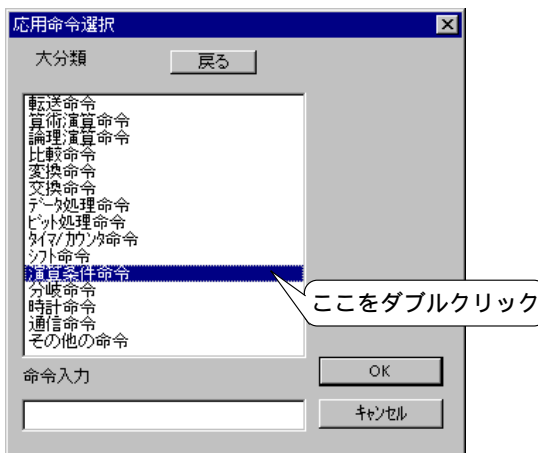 応用命令選択
大分類
戻る
転送命令
算術演算命令
論理演算命令
比較命令
変換命令
交換命令
ﾃﾞｰﾀ処理命令
ﾋﾞｯﾄ処理命令
ﾀｲﾏ/ｶｳﾝﾀ命令
ｼﾌﾄ命令
演算条件命令
分岐命令
時計命令
通信命令
その他の命令
ここをダブルクリック
命令入力
OK
ｷｬﾝｾﾙ